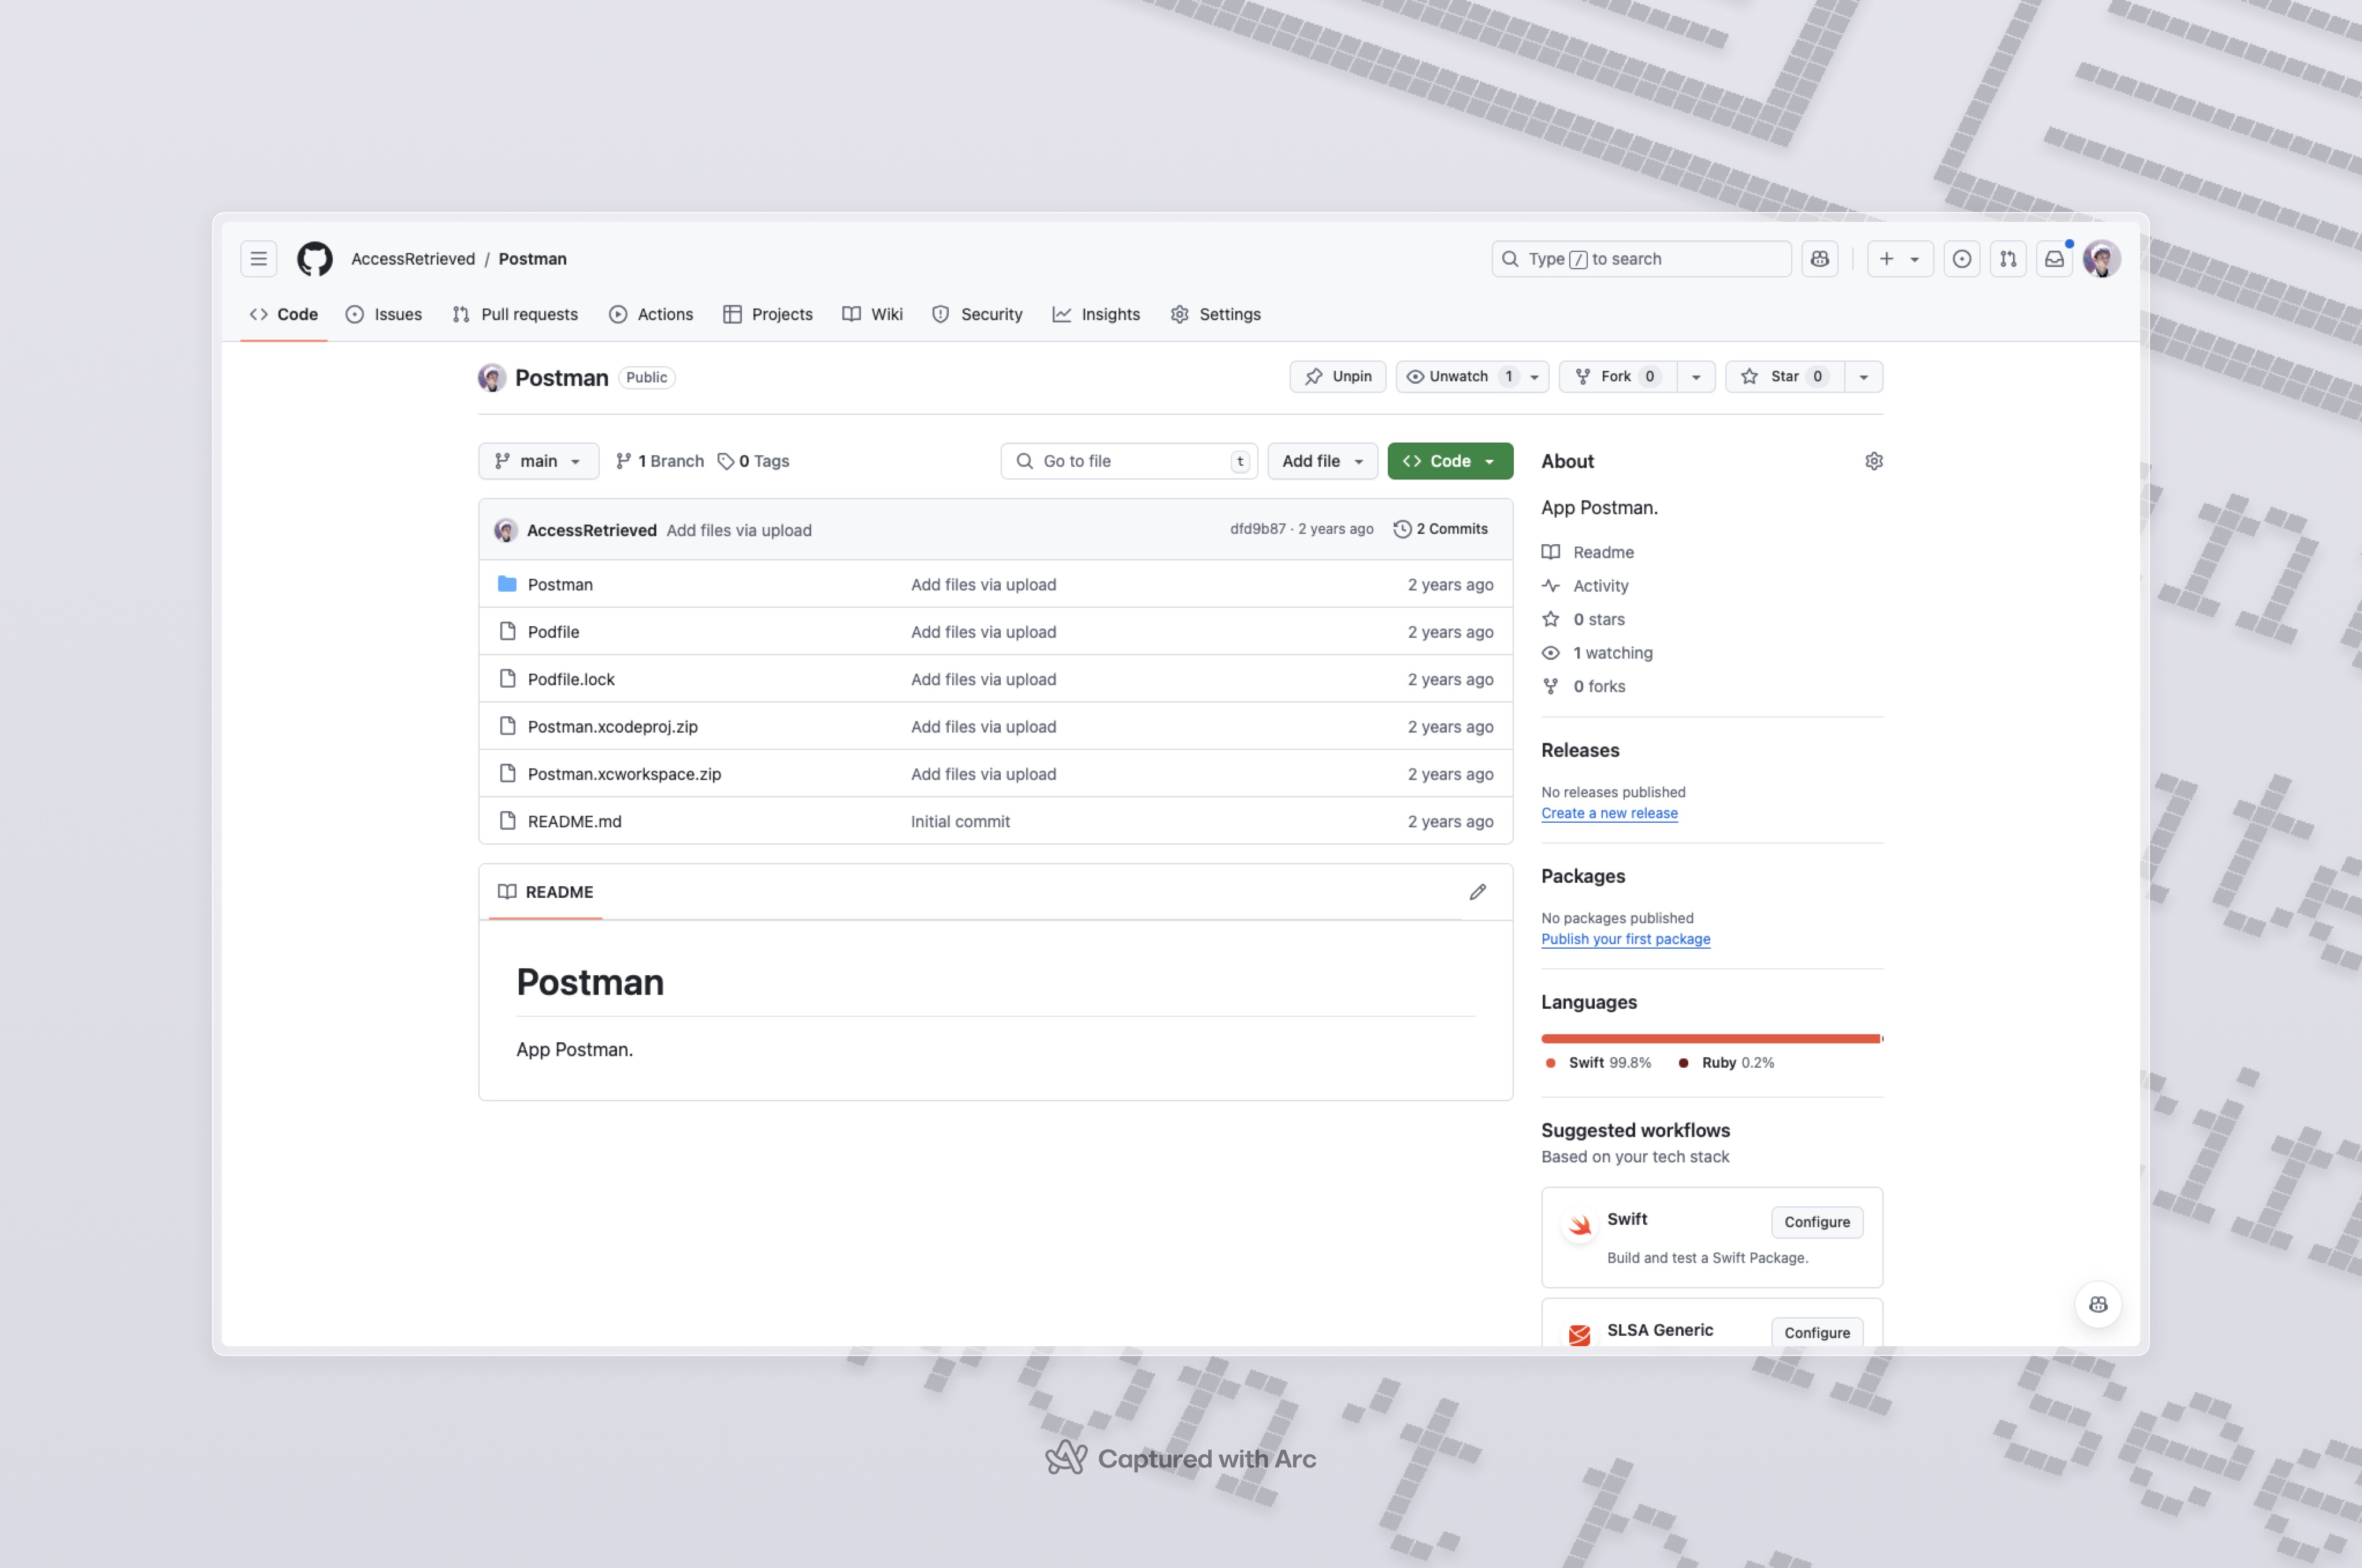 AccessRetrieved / Postman
Type / to search
Code Issues Pull requests Actions Projects Wiki Security Insights Settings
Postman Public
Unpin Unwatch 1 Fork 0 Star 0
main 1 Branch 0 Tags
Go to file t Add file Code
AccessRetrieved Add files via upload dfd9b87 · 2 years ago 2 Commits
Postman Add files via upload 2 years ago
Podfile Add files via upload 2 years ago
Podfile.lock Add files via upload 2 years ago
Postman.xcodeproj.zip Add files via upload 2 years ago
Postman.xcworkspace.zip Add files via upload 2 years ago
README.md Initial commit 2 years ago
README
Postman
App Postman.
About
App Postman.
Readme
Activity
0 stars
1 watching
0 forks
Releases
No releases published
Create a new release
Packages
No packages published
Publish your first package
Languages
Swift 99.8% Ruby 0.2%
Suggested workflows
Based on your tech stack
Swift Configure
Build and test a Swift Package.
SLSA Generic Configure
Captured with Arc